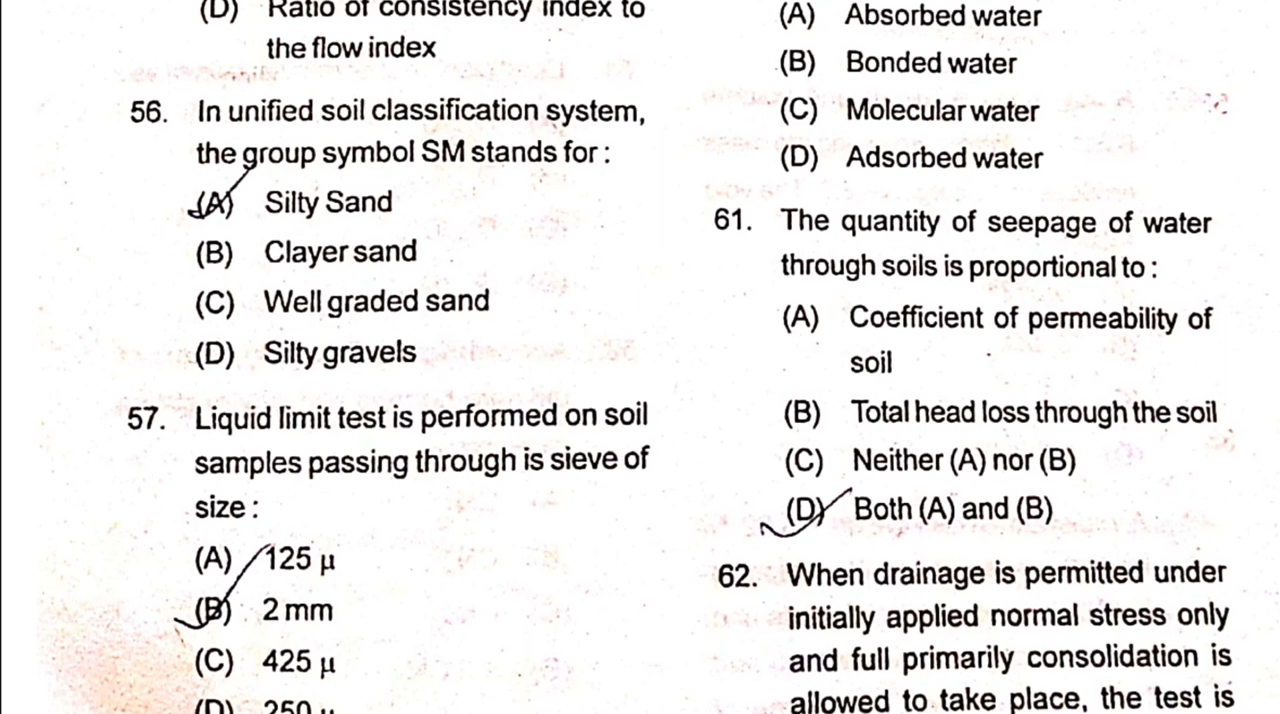 (D) Ratio of consistency index to
the flow index
56. In unified soil classification system,
the group symbol SM stands for :
(A) Silty Sand
(B) Clayer sand
(C) Well graded sand
(D) Silty gravels
57. Liquid limit test is performed on soil
samples passing through is sieve of
size :
(A) 125 μ
(B) 2 mm
(C) 425 μ
(D) 250 μ
(A) Absorbed water
(B) Bonded water
(C) Molecular water
(D) Adsorbed water
61. The quantity of seepage of water
through soils is proportional to :
(A) Coefficient of permeability of
soil
(B) Total head loss through the soil
(C) Neither (A) nor (B)
(D) Both (A) and (B)
62. When drainage is permitted under
initially applied normal stress only
and full primarily consolidation is
allowed to take place, the test is